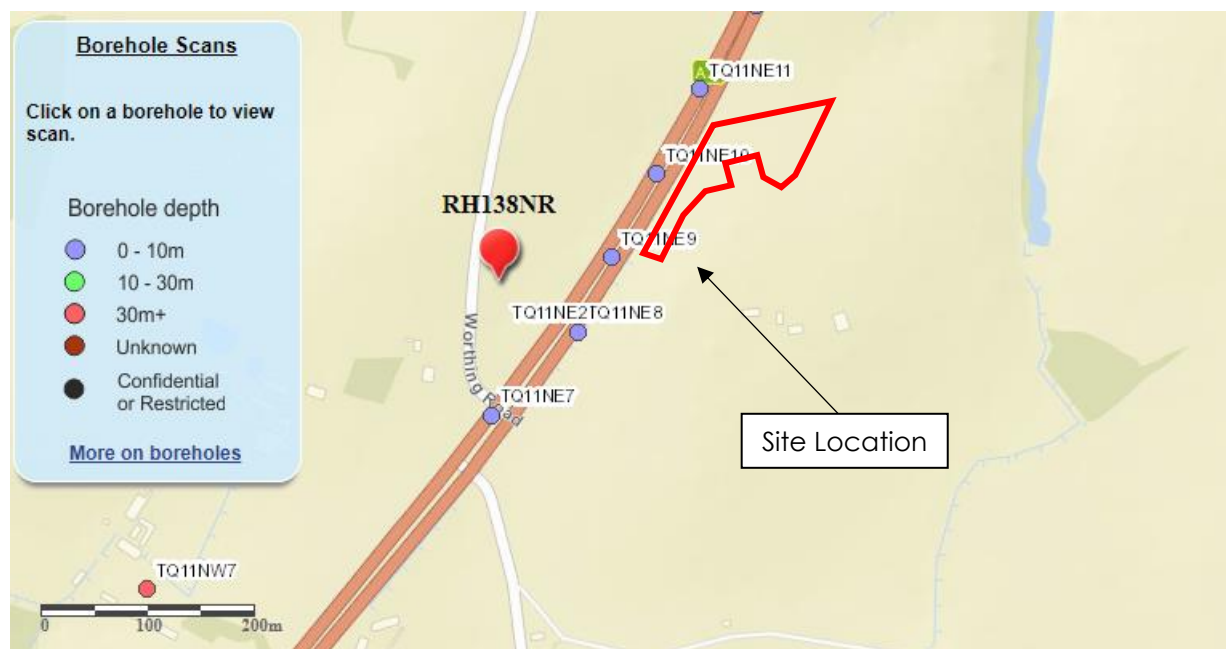 Borehole Scans
Click on a borehole to view
scan.
Borehole depth
0 - 10m
10 - 30m
30m+
Unknown
Confidential
or Restricted
More on boreholes
TQ11NE11
TQ11NE10
RH138NR
TQ11NE9
TQ11NE2TQ11NE8
Worthing Road
TQ11NE7
Site Location
TQ11NW7
0 100 200m